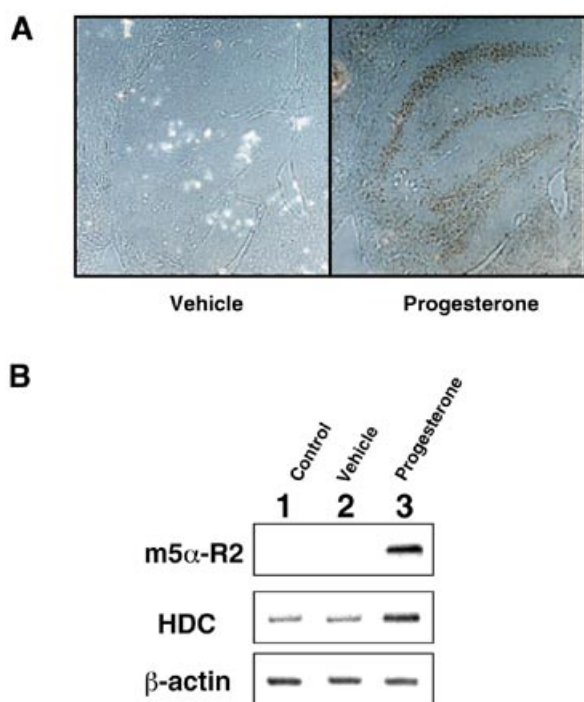 A
Vehicle Progesterone
B
Control Vehicle Progesterone
1 2 3
m5α-R2
HDC
β-actin